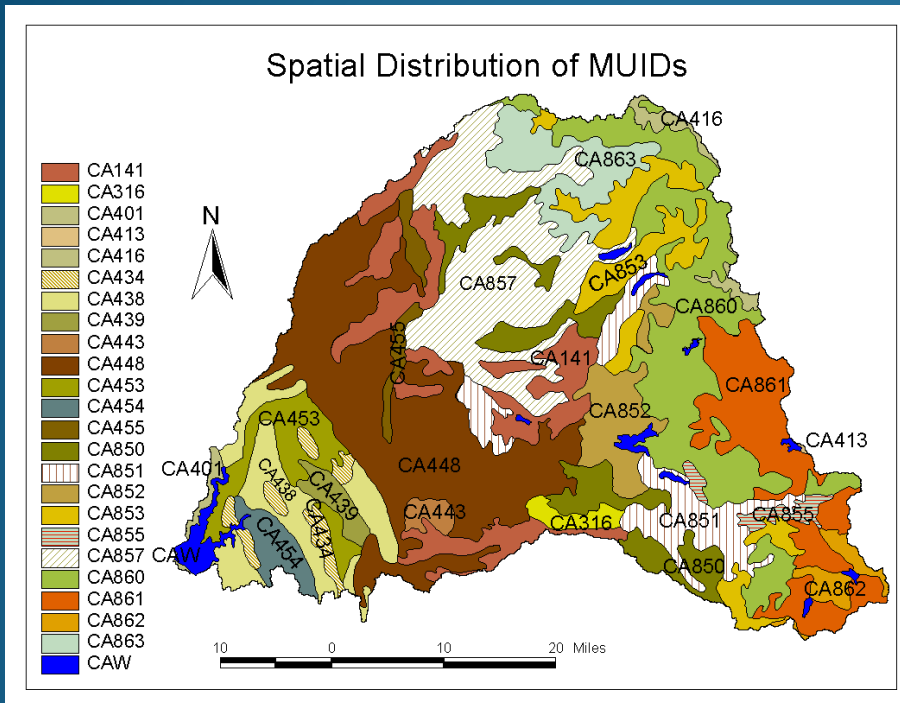 Spatial Distribution of MUIDs
CA141
CA316
CA401
CA413
CA416
CA434
CA438
CA439
CA443
CA448
CA453
CA454
CA455
CA850
CA851
CA852
CA853
CA855
CA857
CA860
CA861
CA862
CA863
CAW
N
CA416
CA863
CA853
CA857
CA860
CA455
CA141
CA861
CA852
CA453
CA413
CA448
CA401
CA438
CA439
CA443
CA316
CA851
CA855
CA434
CA454
CAW
CA850
CA862
10 0 10 20 Miles